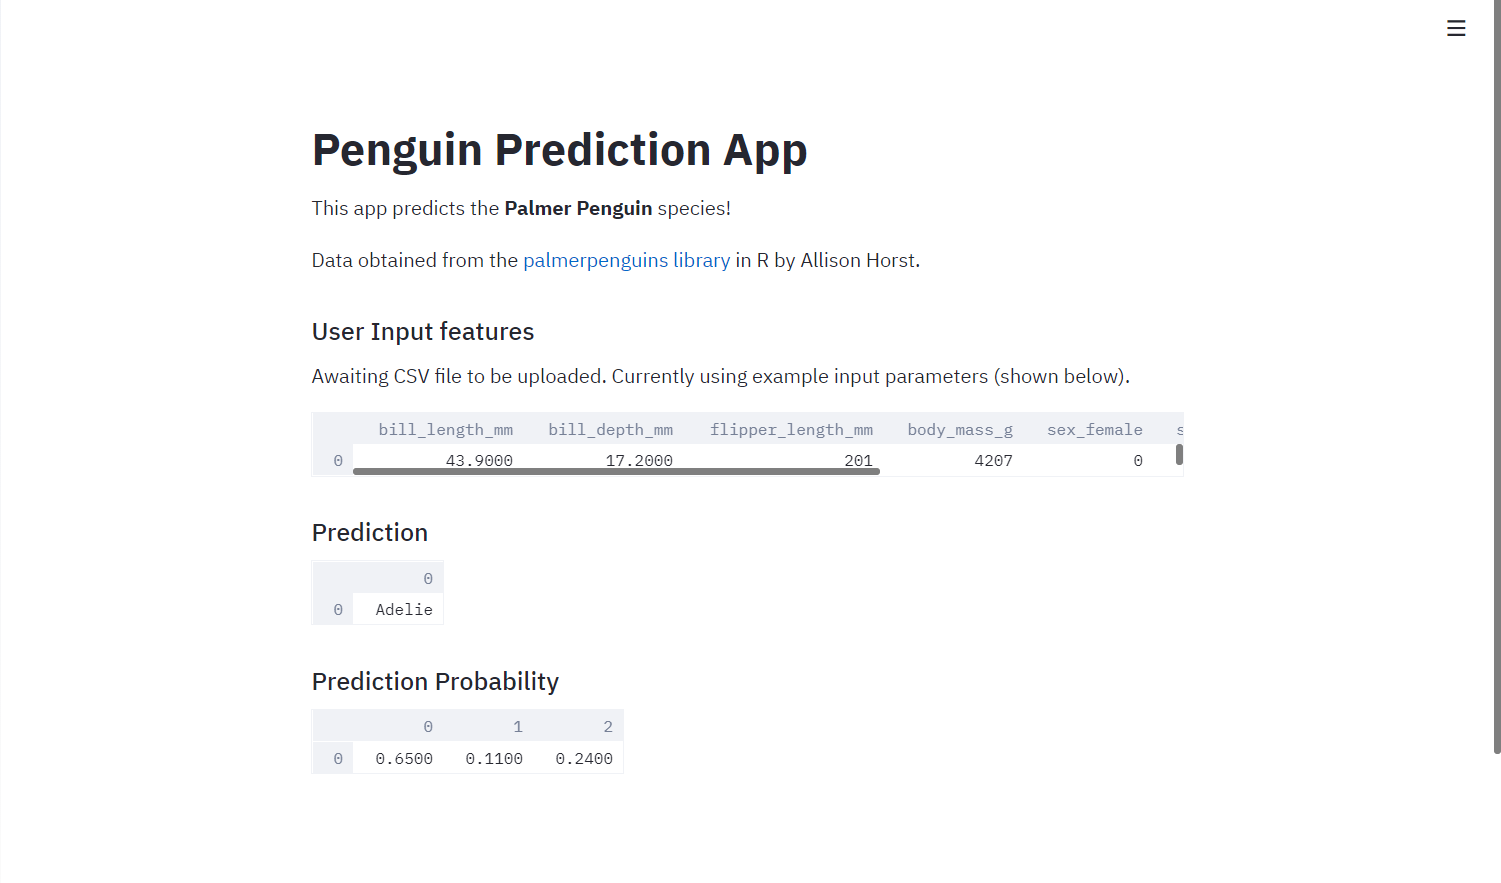 Penguin Prediction App
This app predicts the Palmer Penguin species!
Data obtained from the palmerpenguins library in R by Allison Horst.
User Input features
Awaiting CSV file to be uploaded. Currently using example input parameters (shown below).
bill_length_mm bill_depth_mm flipper_length_mm body_mass_g sex_female
0 43.9000 17.2000 201 4207 0
Prediction
0
0 Adelie
Prediction Probability
0 1 2
0 0.6500 0.1100 0.2400